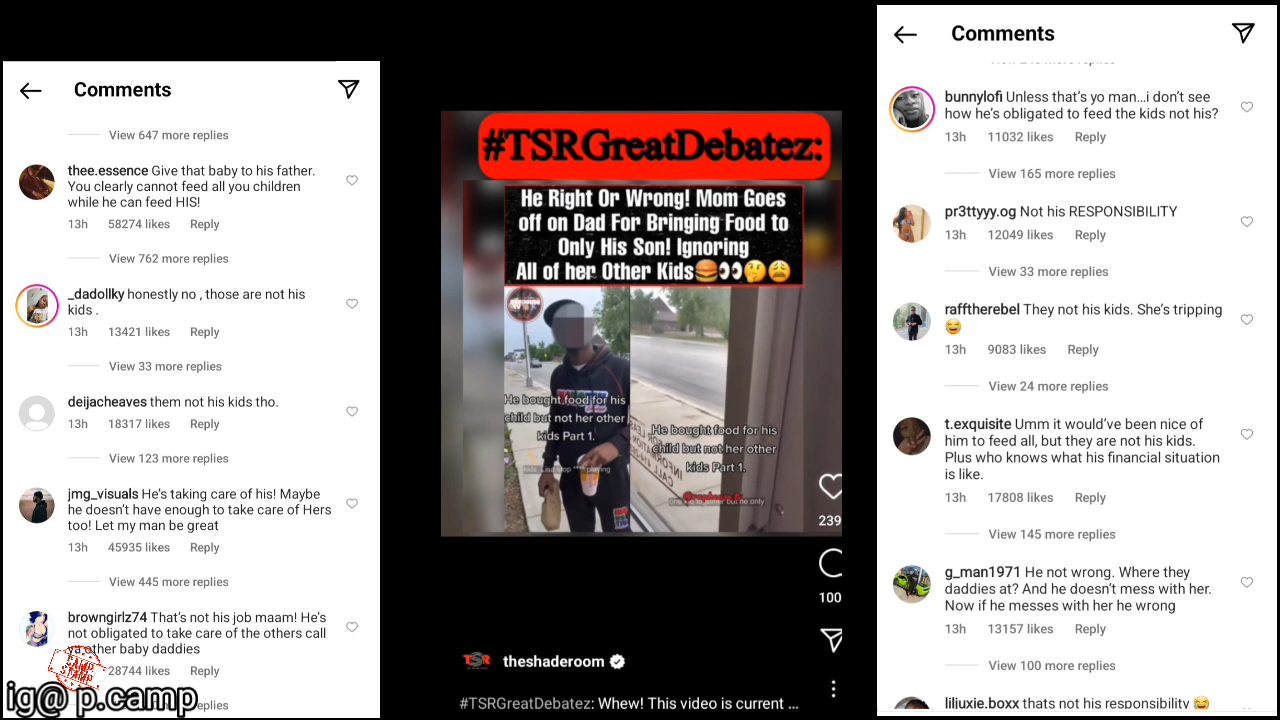 Comments
View 647 more replies
thee.essence Give that baby to his father.
You clearly cannot feed all you children
while he can feed HIS!
13h 58274 likes Reply
View 762 more replies
_dadollky honestly no , those are not his
kids .
13h 13421 likes Reply
View 33 more replies
deijacheaves them not his kids tho.
13h 18317 likes Reply
View 123 more replies
jmg_visuals He's taking care of his! Maybe
he doesn't have enough to take care of Hers
too! Let my man be great
13h 45935 likes Reply
View 445 more replies
browngirlz74 That's not his job maam! He's
not obligated to take care of the others call
ya other baby daddies
28744 likes Reply
CAMP
STAMP
ig@ p.camp
#TSRGreatDebatez:
He Right Or Wrong! Mom Goes
off on Dad For Bringing Food to
Only His Son! Ignoring
All of her Other Kids🍔👀🤔😩
He bought food for his
child but not her other
kids Part 1.
He bought food for his
child but not her other
kids Part 1.
239
100
TSR
theshaderoom
#TSRGreatDebatez: Whew! This video is current ...
Comments
bunnylofi Unless that's yo man…i don't see
how he's obligated to feed the kids not his?
13h 11032 likes Reply
View 165 more replies
pr3ttyyy.og Not his RESPONSIBILITY
13h 12049 likes Reply
View 33 more replies
rafftherebel They not his kids. She's tripping
😂
13h 9083 likes Reply
View 24 more replies
t.exquisite Umm it would've been nice of
him to feed all, but they are not his kids.
Plus who knows what his financial situation
is like.
13h 17808 likes Reply
View 145 more replies
g_man1971 He not wrong. Where they
daddies at? And he doesn't mess with her.
Now if he messes with her he wrong
13h 13157 likes Reply
View 100 more replies
liliuxie.boxx thats not his responsibility 😂